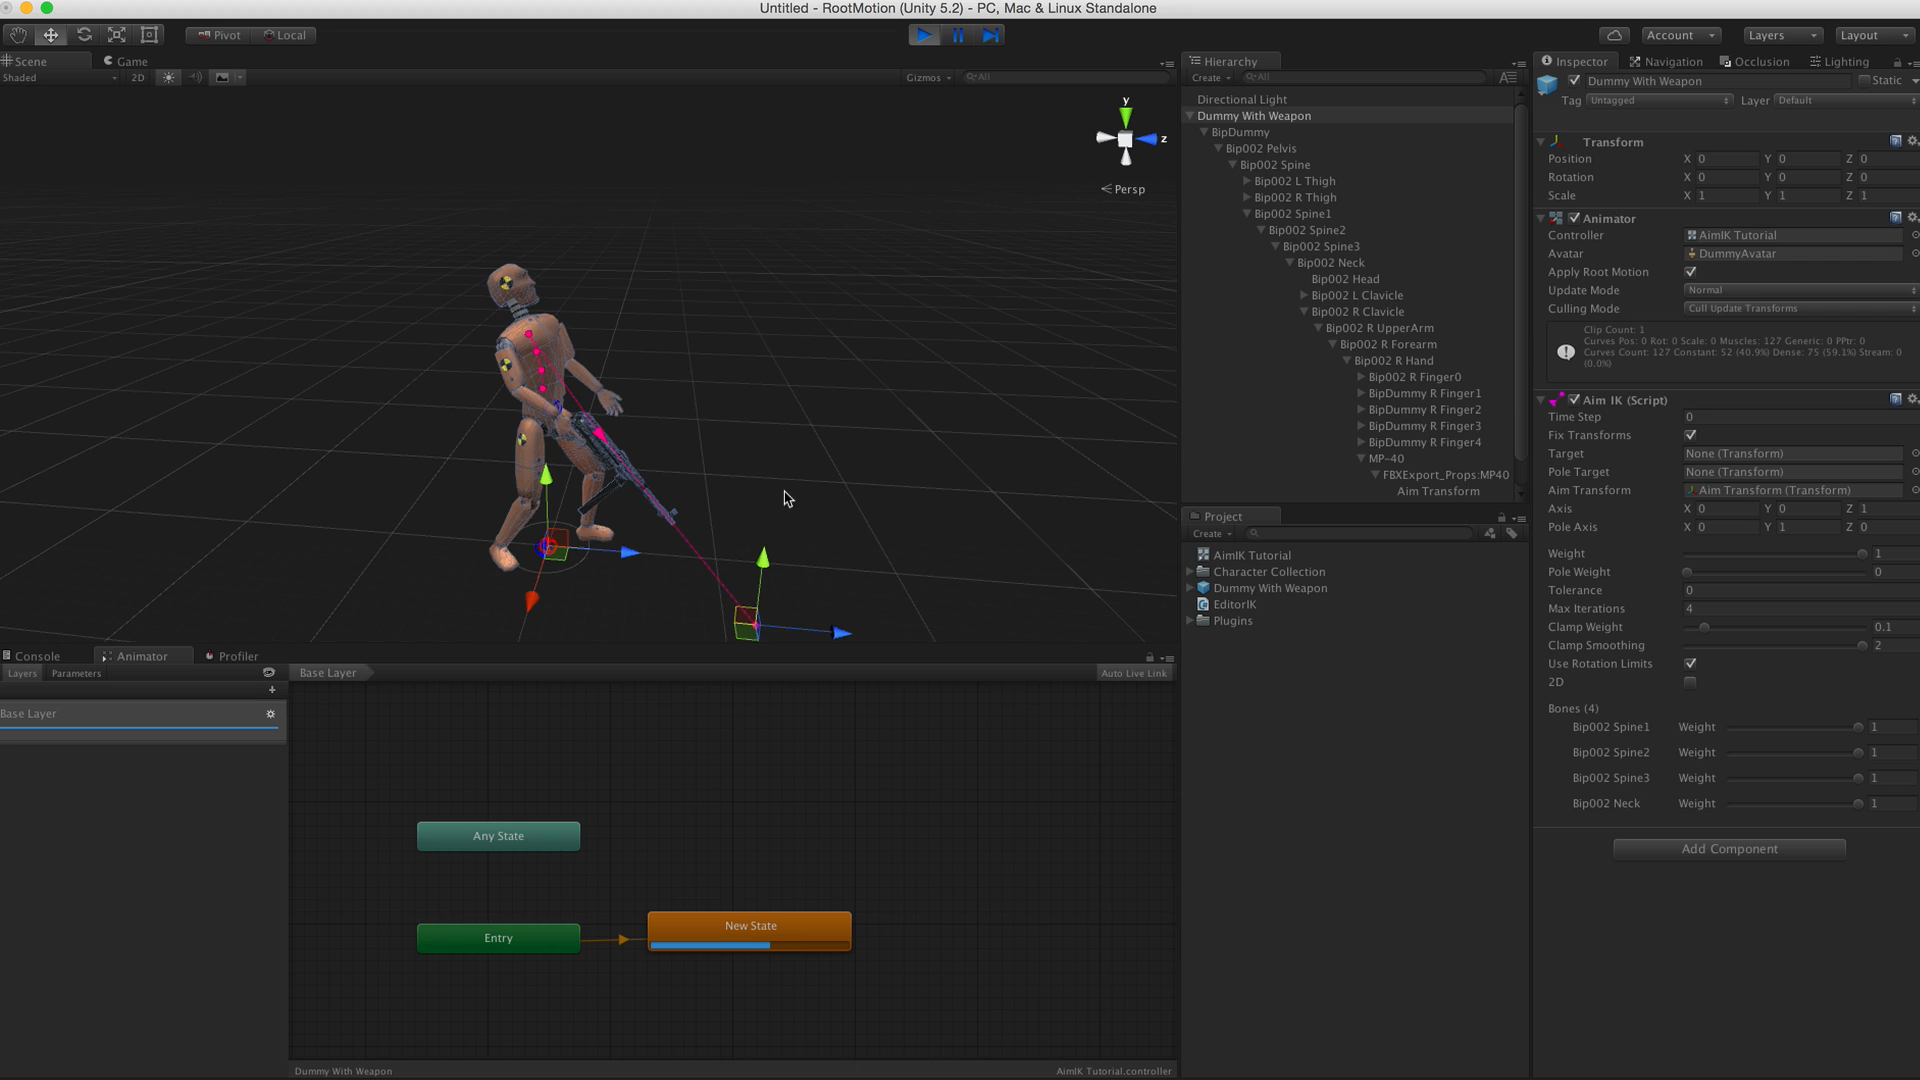 Untitled - RootMotion (Unity 5.2) - PC, Mac & Linux Standalone
Pivot
Local
Account
Layers
Layout
Scene
Game
Shaded
2D
Gizmos
All
y
z
Persp
Console
Animator
Profiler
Layers
Parameters
Base Layer
Auto Live Link
Base Layer
Any State
Entry
New State
Dummy With Weapon
AimIK Tutorial.controller
Hierarchy
Create
All
Directional Light
Dummy With Weapon
BipDummy
Bip002 Pelvis
Bip002 Spine
Bip002 L Thigh
Bip002 R Thigh
Bip002 Spine1
Bip002 Spine2
Bip002 Spine3
Bip002 Neck
Bip002 Head
Bip002 L Clavicle
Bip002 R Clavicle
Bip002 R UpperArm
Bip002 R Forearm
Bip002 R Hand
Bip002 R Finger0
BipDummy R Finger1
BipDummy R Finger2
BipDummy R Finger3
BipDummy R Finger4
MP-40
FBXExport_Props:MP40
Aim Transform
Project
Create
AimIK Tutorial
Character Collection
Dummy With Weapon
EditorIK
Plugins
Inspector
Navigation
Occlusion
Lighting
Dummy With Weapon
Static
Tag Untagged Layer Default
Transform
Position X 0 Y 0 Z 0
Rotation X 0 Y 0 Z 0
Scale X 1 Y 1 Z 1
Animator
Controller AimIK Tutorial
Avatar DummyAvatar
Apply Root Motion
Update Mode Normal
Culling Mode Cull Update Transforms
Clip Count: 1
Curves Pos: 0 Rot: 0 Scale: 0 Muscles: 127 Generic: 0 PPtr: 0
Curves Count: 127 Constant: 52 (40.9%) Dense: 75 (59.1%) Stream: 0
(0.0%)
Aim IK (Script)
Time Step 0
Fix Transforms
Target None (Transform)
Pole Target None (Transform)
Aim Transform Aim Transform (Transform)
Axis X 0 Y 0 Z 1
Pole Axis X 0 Y 1 Z 0
Weight 1
Pole Weight 0
Tolerance 0
Max Iterations 4
Clamp Weight 0.1
Clamp Smoothing 2
Use Rotation Limits
2D
Bones (4)
Bip002 Spine1 Weight 1
Bip002 Spine2 Weight 1
Bip002 Spine3 Weight 1
Bip002 Neck Weight 1
Add Component